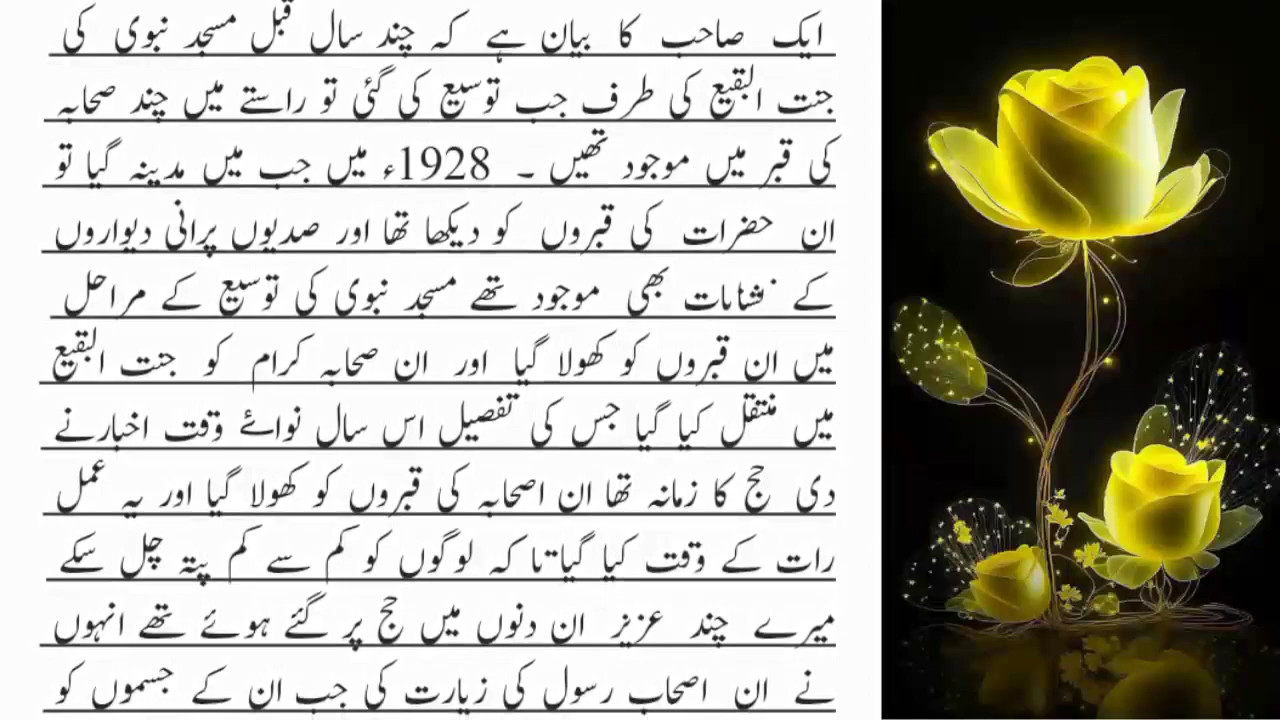 ایک صاحب کا بیان ہے کہ چند سال قبل مسجد نبوی کی
جنت البقیع کی طرف جب توسیع کی گئی تو راستے میں چند صحابہ
کی قبر میں موجود تھیں ۔ 1928ء میں جب میں مدینہ گیا تو
ان حضرات کی قبروں کو دیکھا تھا اور صدیوں پرانی دیواروں
کے نشانات بھی موجود تھے مسجد نبوی کی توسیع کے مراحل
میں ان قبروں کو کھولا گیا اور ان صحابہ کرام کو جنت البقیع
میں منتقل کیا گیا جس کی تفصیل اس سال نوائے وقت اخبارنے
دی حج کا زمانہ تھا ان اصحابہ کی قبروں کو کھولا گیا اور یہ عمل
رات کے وقت کیا گیاتا کہ لوگوں کو کم سے کم پتہ چل سکے
میرے چند عزیز ان دنوں میں حج پر گئے ہوئے تھے انہوں
نے ان اصحاب رسول کی زیارت کی جب ان کے جسموں کو